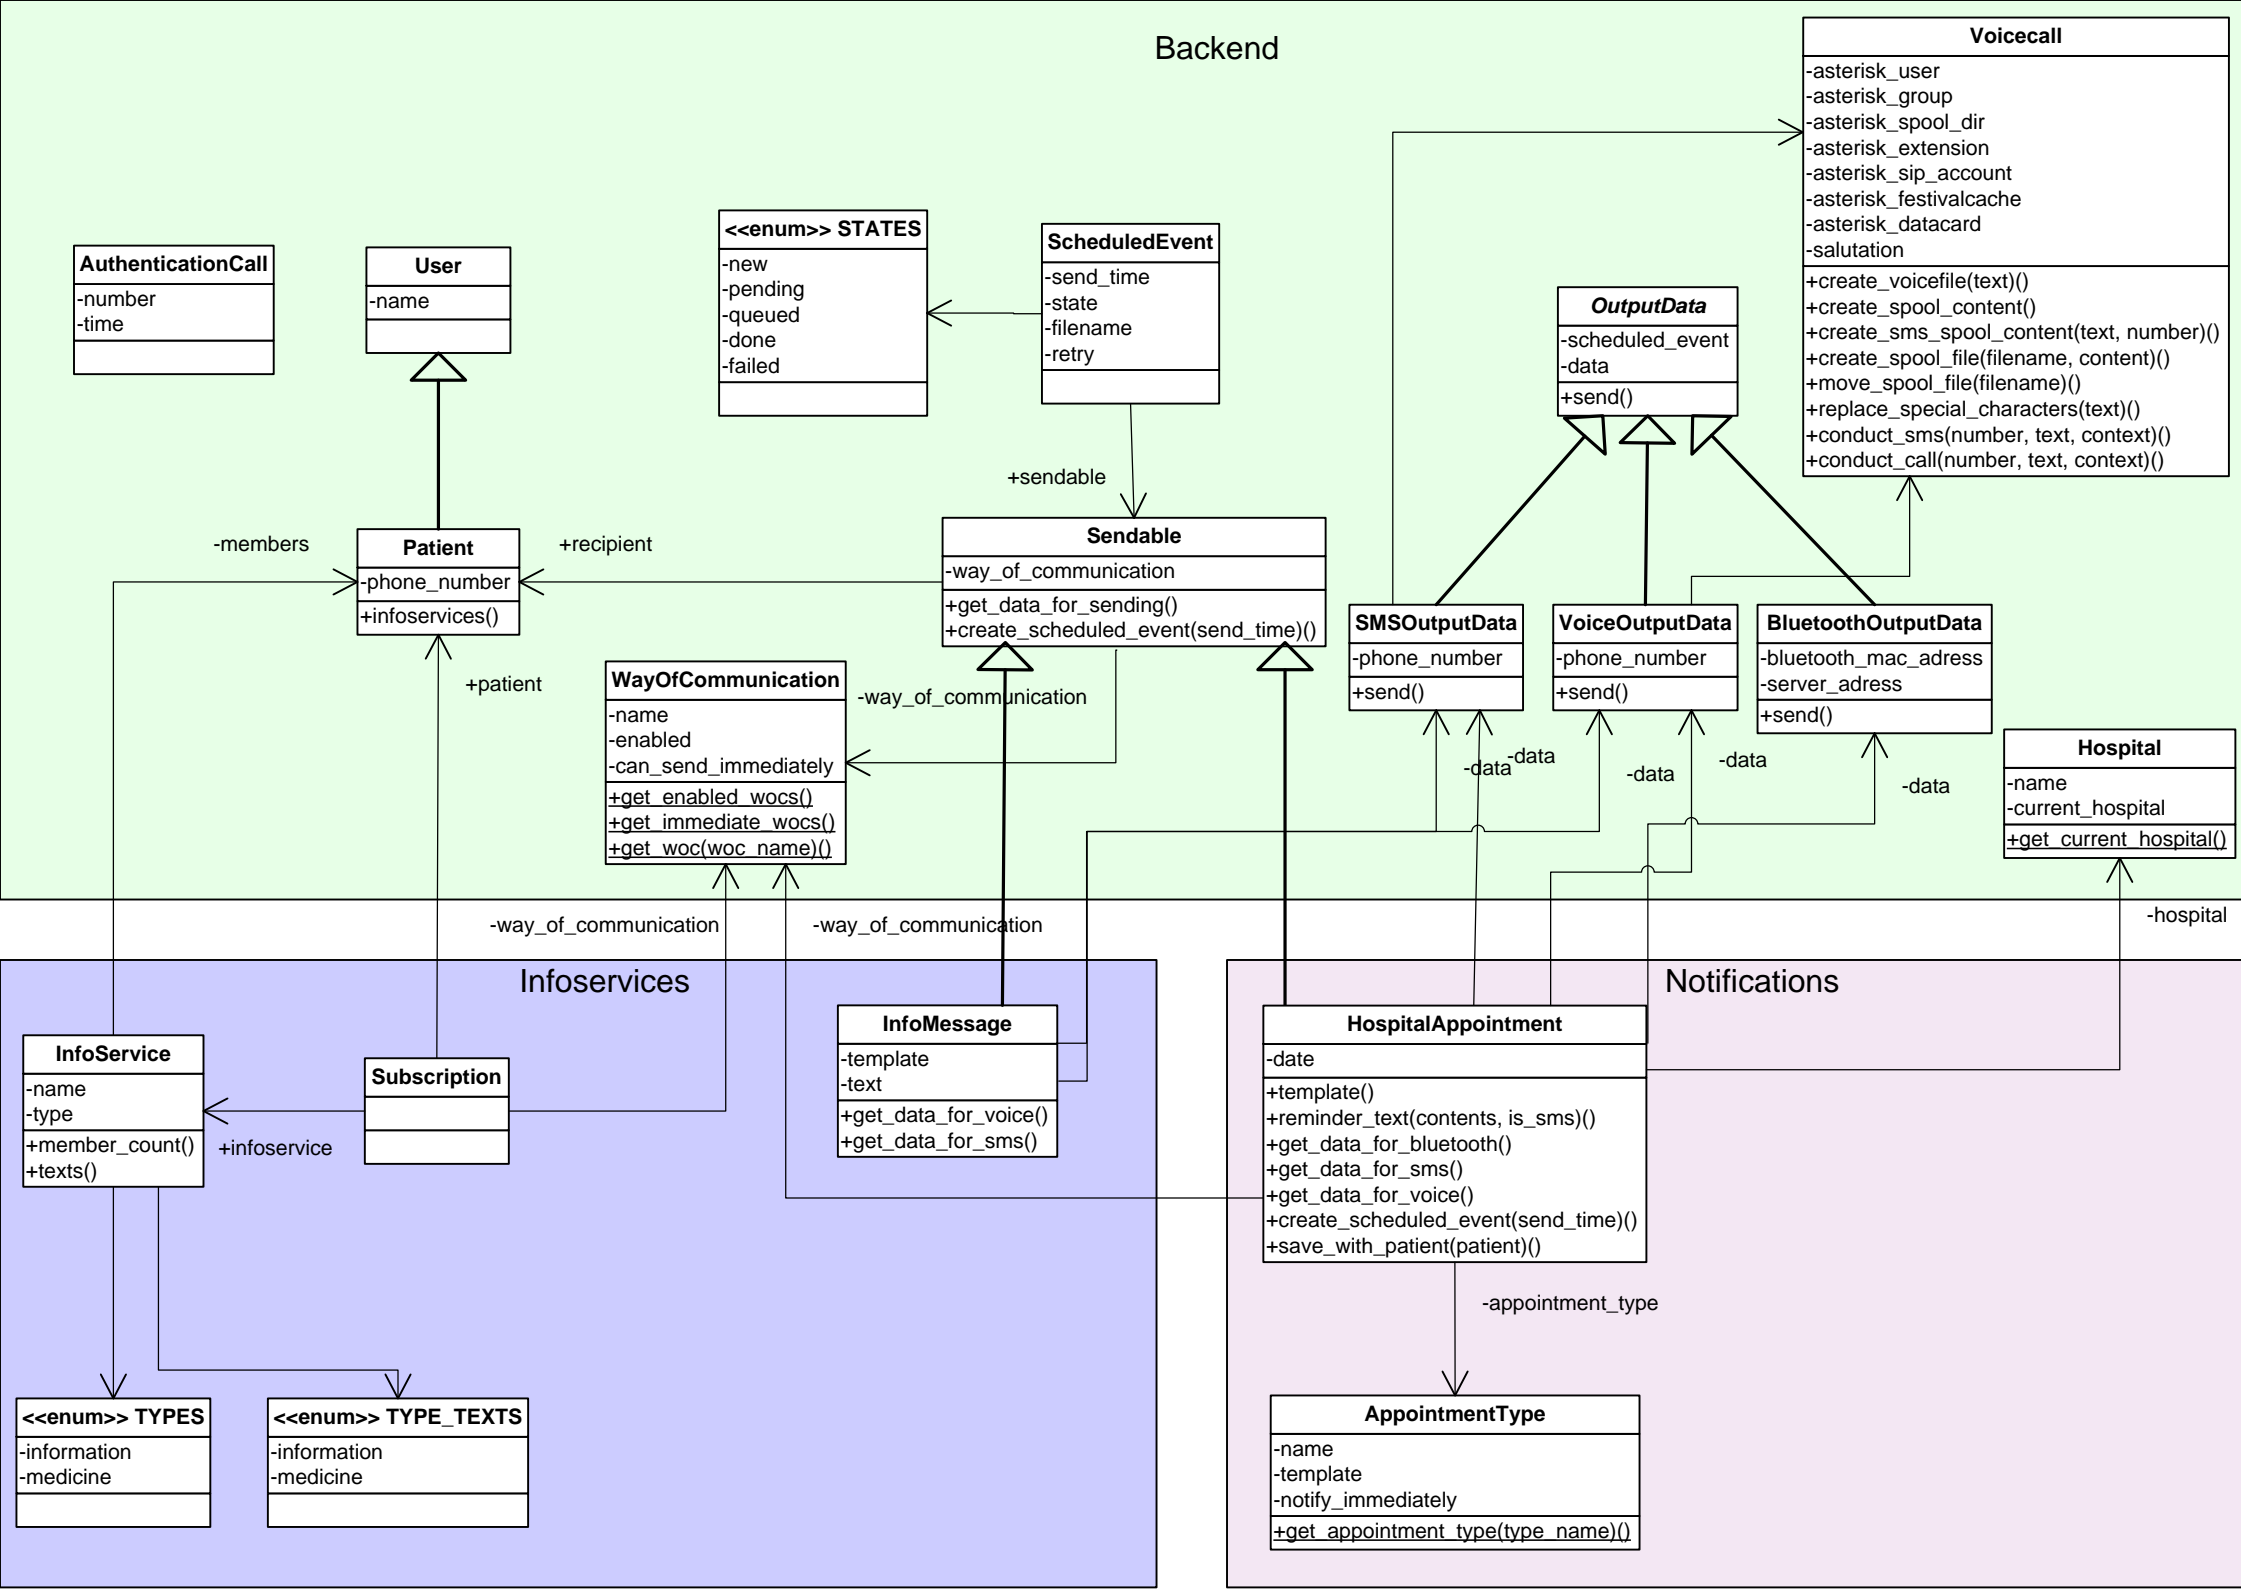 Backend
Voicecall
-asterisk_user
-asterisk_group
-asterisk_spool_dir
-asterisk_extension
-asterisk_sip_account
-asterisk_festivalcache
-asterisk_datacard
-salutation
+create_voicefile(text)()
+create_spool_content()
+create_sms_spool_content(text, number)()
+create_spool_file(filename, content)()
+move_spool_file(filename)()
+replace_special_characters(text)()
+conduct_sms(number, text, context)()
+conduct_call(number, text, context)()
AuthenticationCall
-number
-time
User
-name
<<enum>> STATES
-new
-pending
-queued
-done
-failed
ScheduledEvent
-send_time
-state
-filename
-retry
OutputData
-scheduled_event
-data
+send()
+sendable
-members
Patient
-phone_number
+infoservices()
+recipient
Sendable
-way_of_communication
+get_data_for_sending()
+create_scheduled_event(send_time)()
SMSOutputData
-phone_number
+send()
VoiceOutputData
-phone_number
+send()
BluetoothOutputData
-bluetooth_mac_adress
-server_adress
+send()
+patient
WayOfCommunication
-name
-enabled
-can_send_immediately
+get_enabled_wocs()
+get_immediate_wocs()
+get_woc(woc_name)()
-way_of_communication
-data
-data
-data
-data
-data
Hospital
-name
-current_hospital
+get_current_hospital()
-way_of_communication
-way_of_communication
-hospital
Infoservices
InfoService
-name
-type
+member_count()
+texts()
+infoservice
Subscription
InfoMessage
-template
-text
+get_data_for_voice()
+get_data_for_sms()
<<enum>> TYPES
-information
-medicine
<<enum>> TYPE_TEXTS
-information
-medicine
Notifications
HospitalAppointment
-date
+template()
+reminder_text(contents, is_sms)()
+get_data_for_bluetooth()
+get_data_for_sms()
+get_data_for_voice()
+create_scheduled_event(send_time)()
+save_with_patient(patient)()
-appointment_type
AppointmentType
-name
-template
-notify_immediately
+get_appointment_type(type_name)()